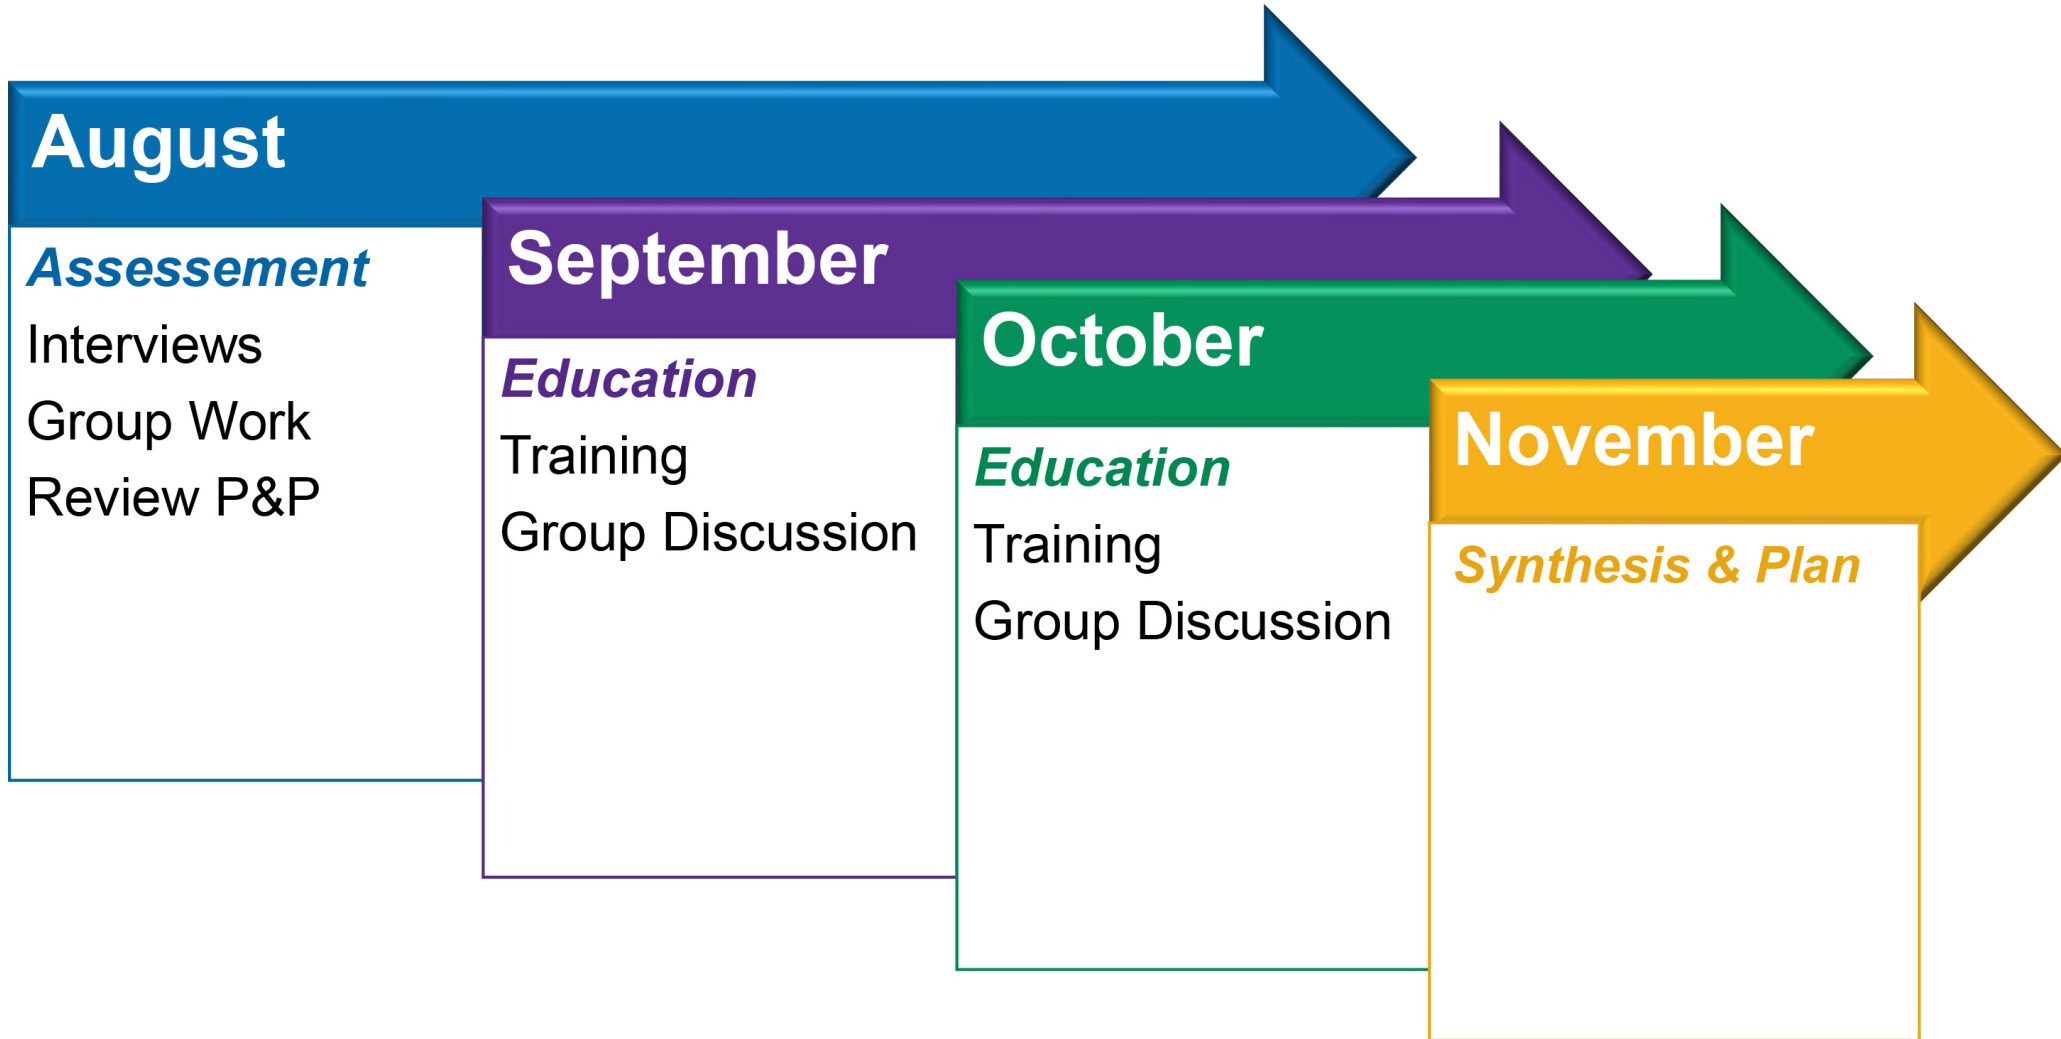 August
Assessement
Interviews
Group Work
Review P&P
September
Education
Training
Group Discussion
October
Education
Training
Group Discussion
November
Synthesis & Plan